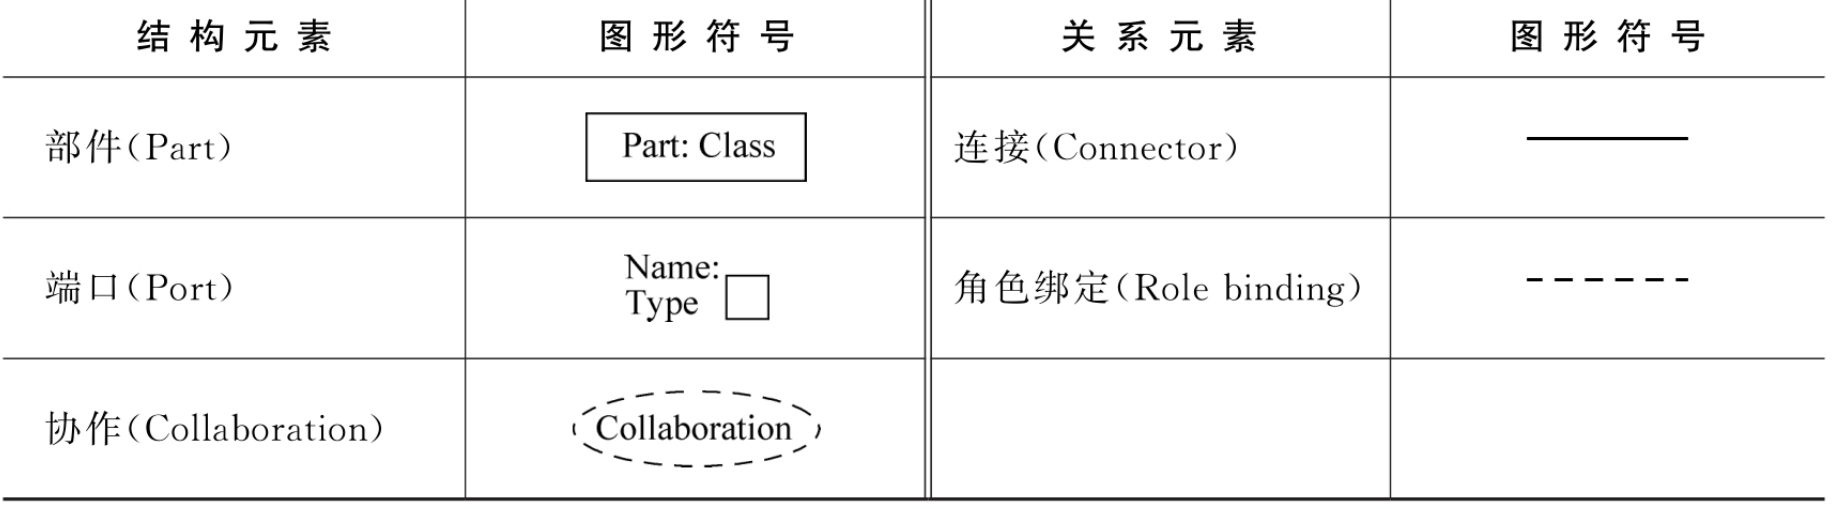 结构元素 图形符号 关系元素 图形符号
部件(Part) Part: Class 连接(Connector)
端口(Port) Name: Type 角色绑定(Role binding)
协作(Collaboration) Collaboration